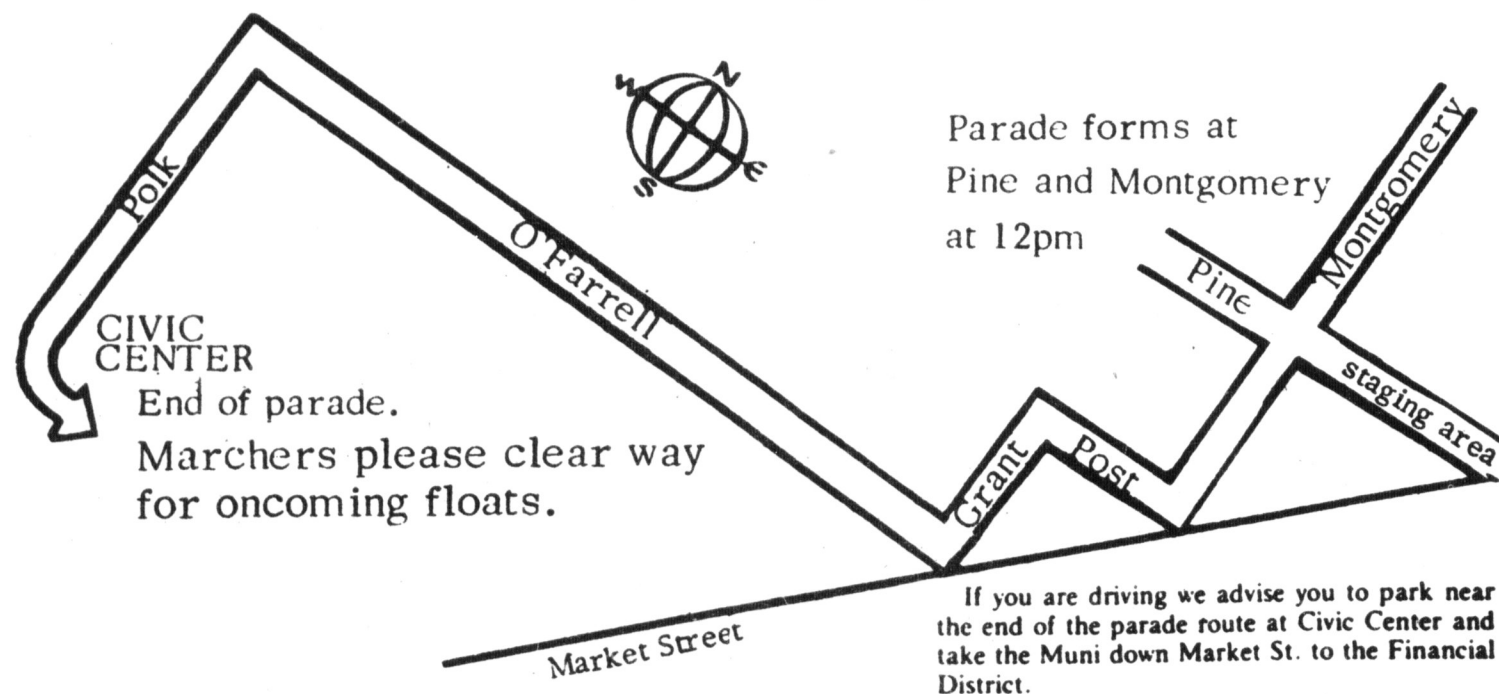 N
W
E
S
Parade forms at
Pine and Montgomery
at 12pm
Montgomery
Pine
staging area
Polk
O'Farrell
CIVIC
CENTER
End of parade.
Marchers please clear way
for oncoming floats.
Grant
Post
Market Street
If you are driving we advise you to park near
the end of the parade route at Civic Center and
take the Muni down Market St. to the Financial
District.